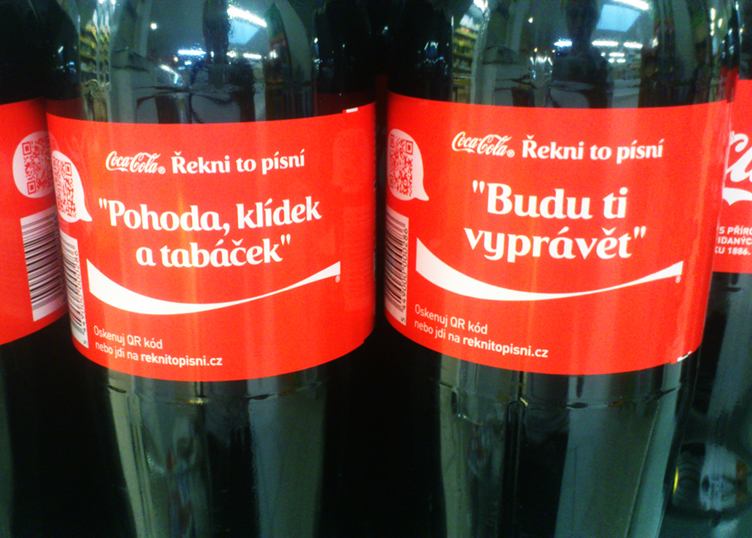 Coca-Cola® Řekni to písní
"Pohoda, klídek
a tabáček"
Oskenuj QR kód
nebo jdi na reknitopisni.cz
Coca-Cola® Řekni to písní
"Budu ti
vyprávět"
Oskenuj QR kód
nebo jdi na reknitopisni.cz
1886.